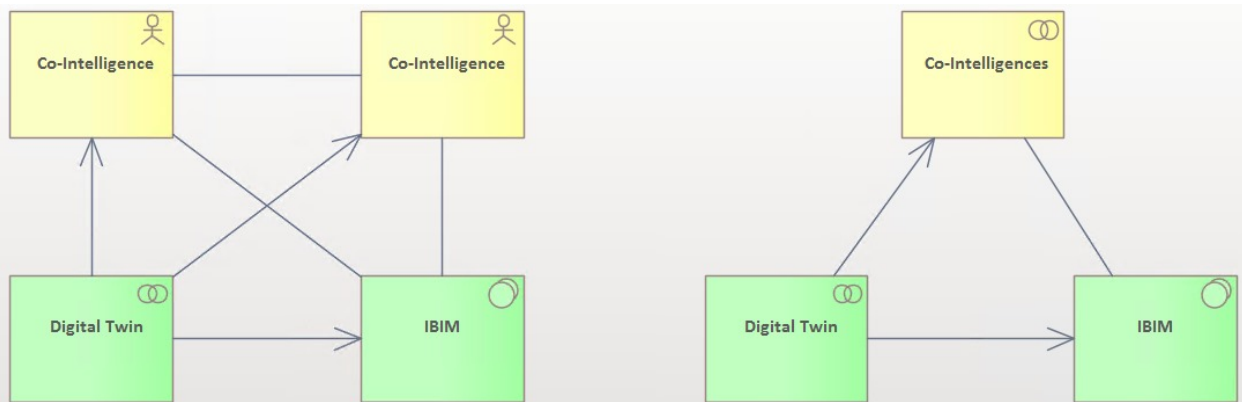 Co-Intelligence
Co-Intelligence
Co-Intelligences
Digital Twin
IBIM
Digital Twin
IBIM